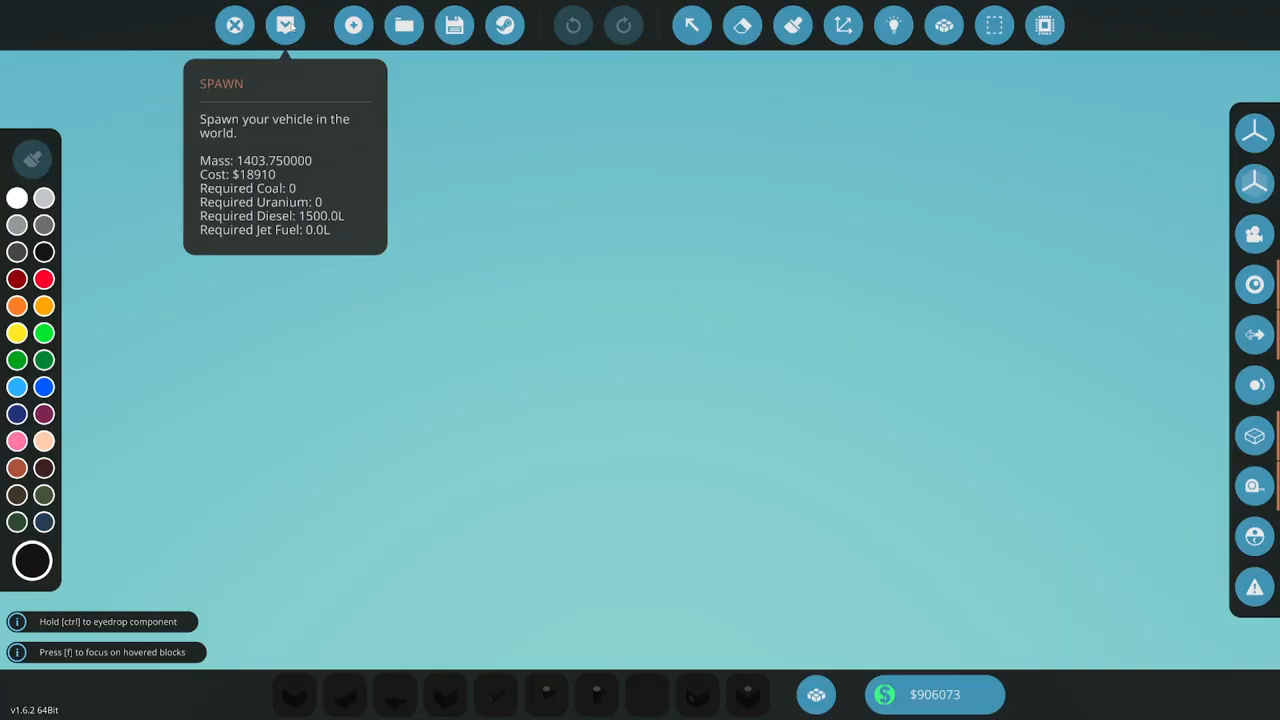 SPAWN
Spawn your vehicle in the
world.
Mass: 1403.750000
Cost: $18910
Required Coal: 0
Required Uranium: 0
Required Diesel: 1500.0L
Required Jet Fuel: 0.0L
Hold [ctrl] to eyedrop component
Press [f] to focus on hovered blocks
$906073
v1.6.2 64Bit